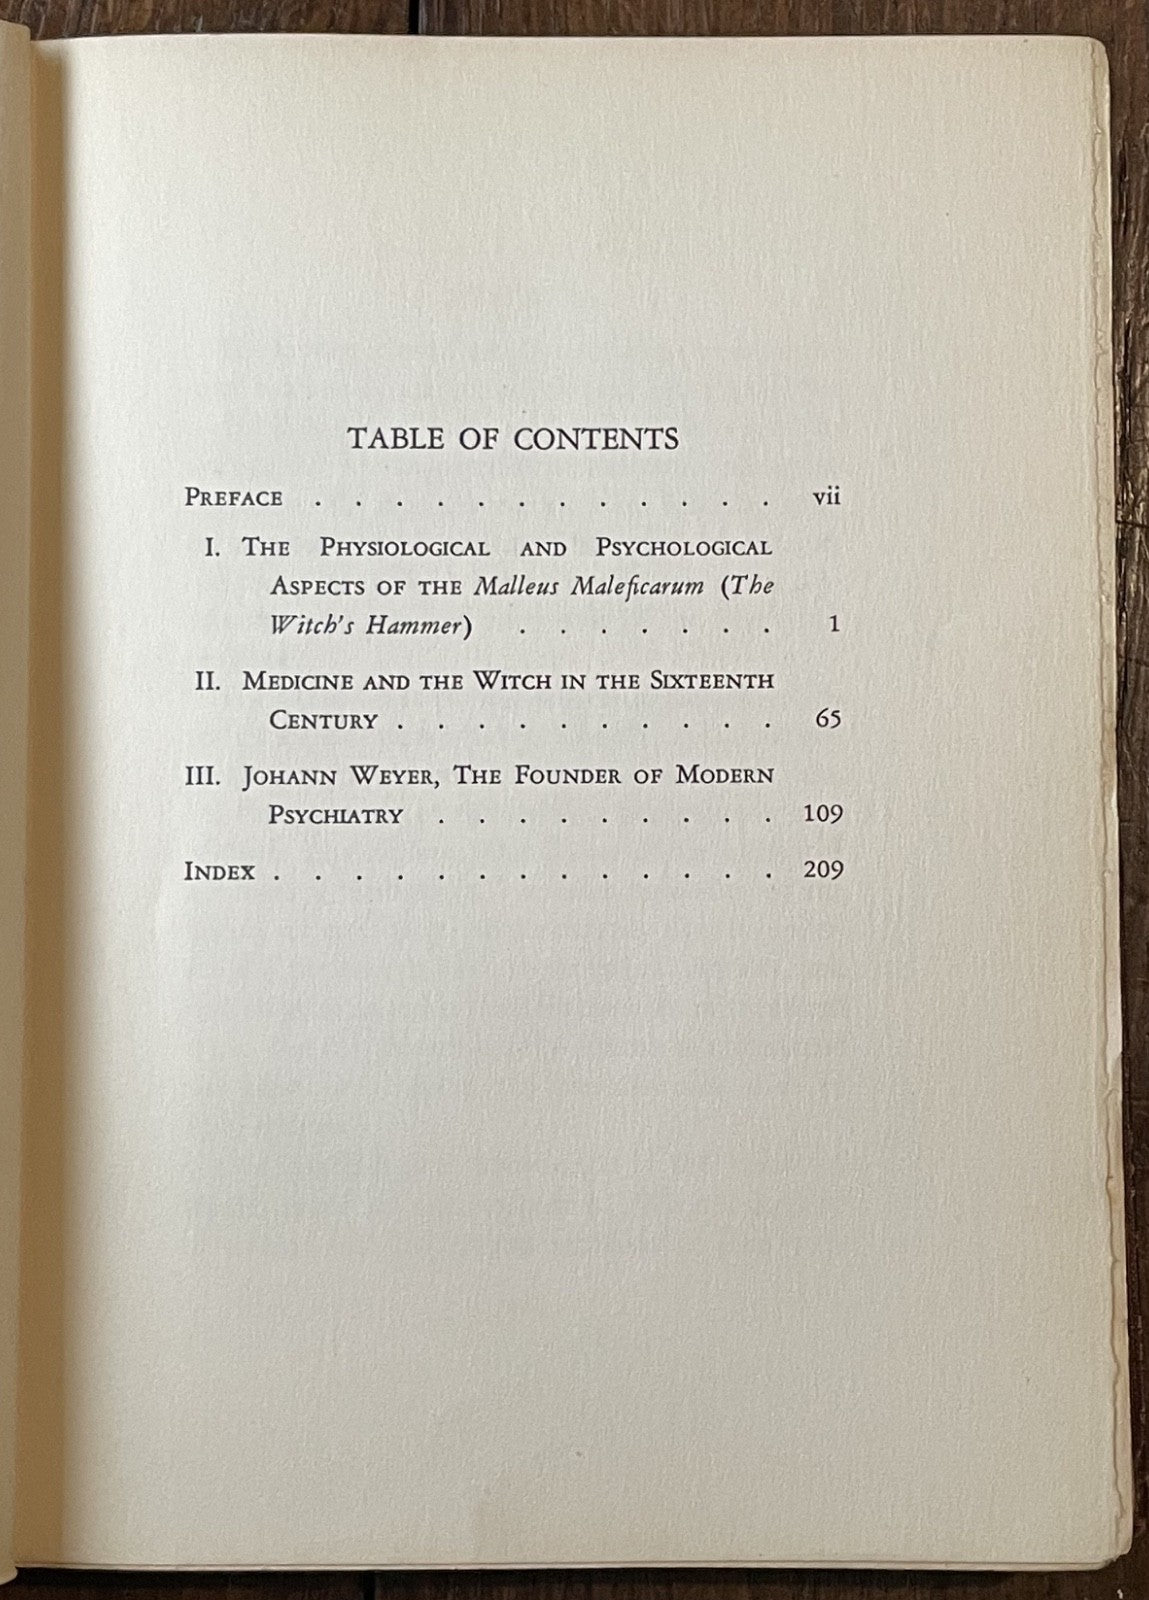 TABLE OF CONTENTS
PREFACE . . . . . . . . . . . . vii
I. THE PHYSIOLOGICAL AND PSYCHOLOGICAL
ASPECTS OF THE Malleus Maleficarum (The
Witch's Hammer) . . . . . . . 1
II. MEDICINE AND THE WITCH IN THE SIXTEENTH
CENTURY . . . . . . . . . . 65
III. JOHANN WEYER, THE FOUNDER OF MODERN
PSYCHIATRY . . . . . . . . . 109
INDEX . . . . . . . . . . . . . 209